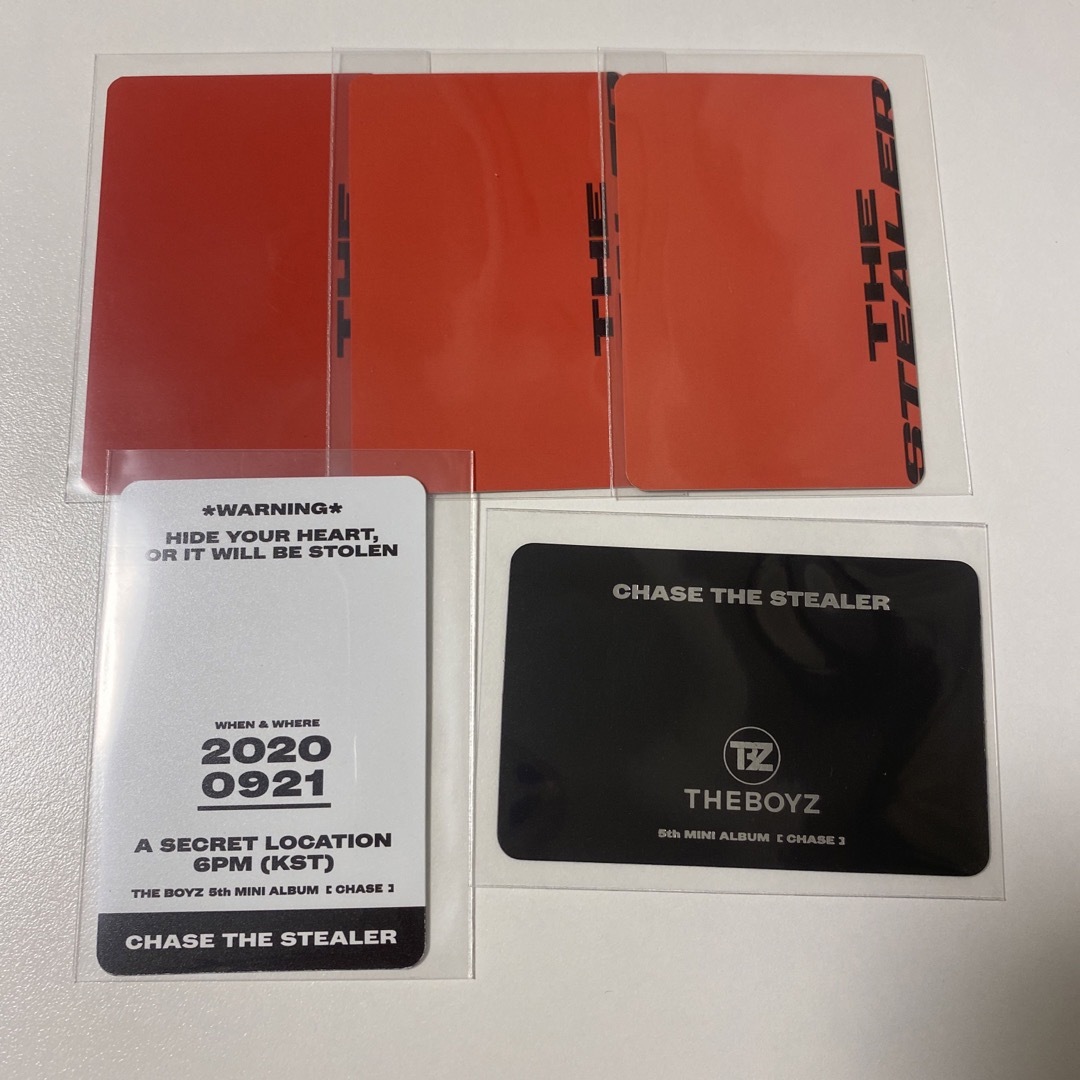 THE
THE
THE
STEALER
*WARNING*
HIDE YOUR HEART,
OR IT WILL BE STOLEN
WHEN & WHERE
2020
0921
A SECRET LOCATION
6PM (KST)
THE BOYZ 5th MINI ALBUM [ CHASE ]
CHASE THE STEALER
CHASE THE STEALER
TBZ
THEBOYZ
5th MINI ALBUM [ CHASE ]